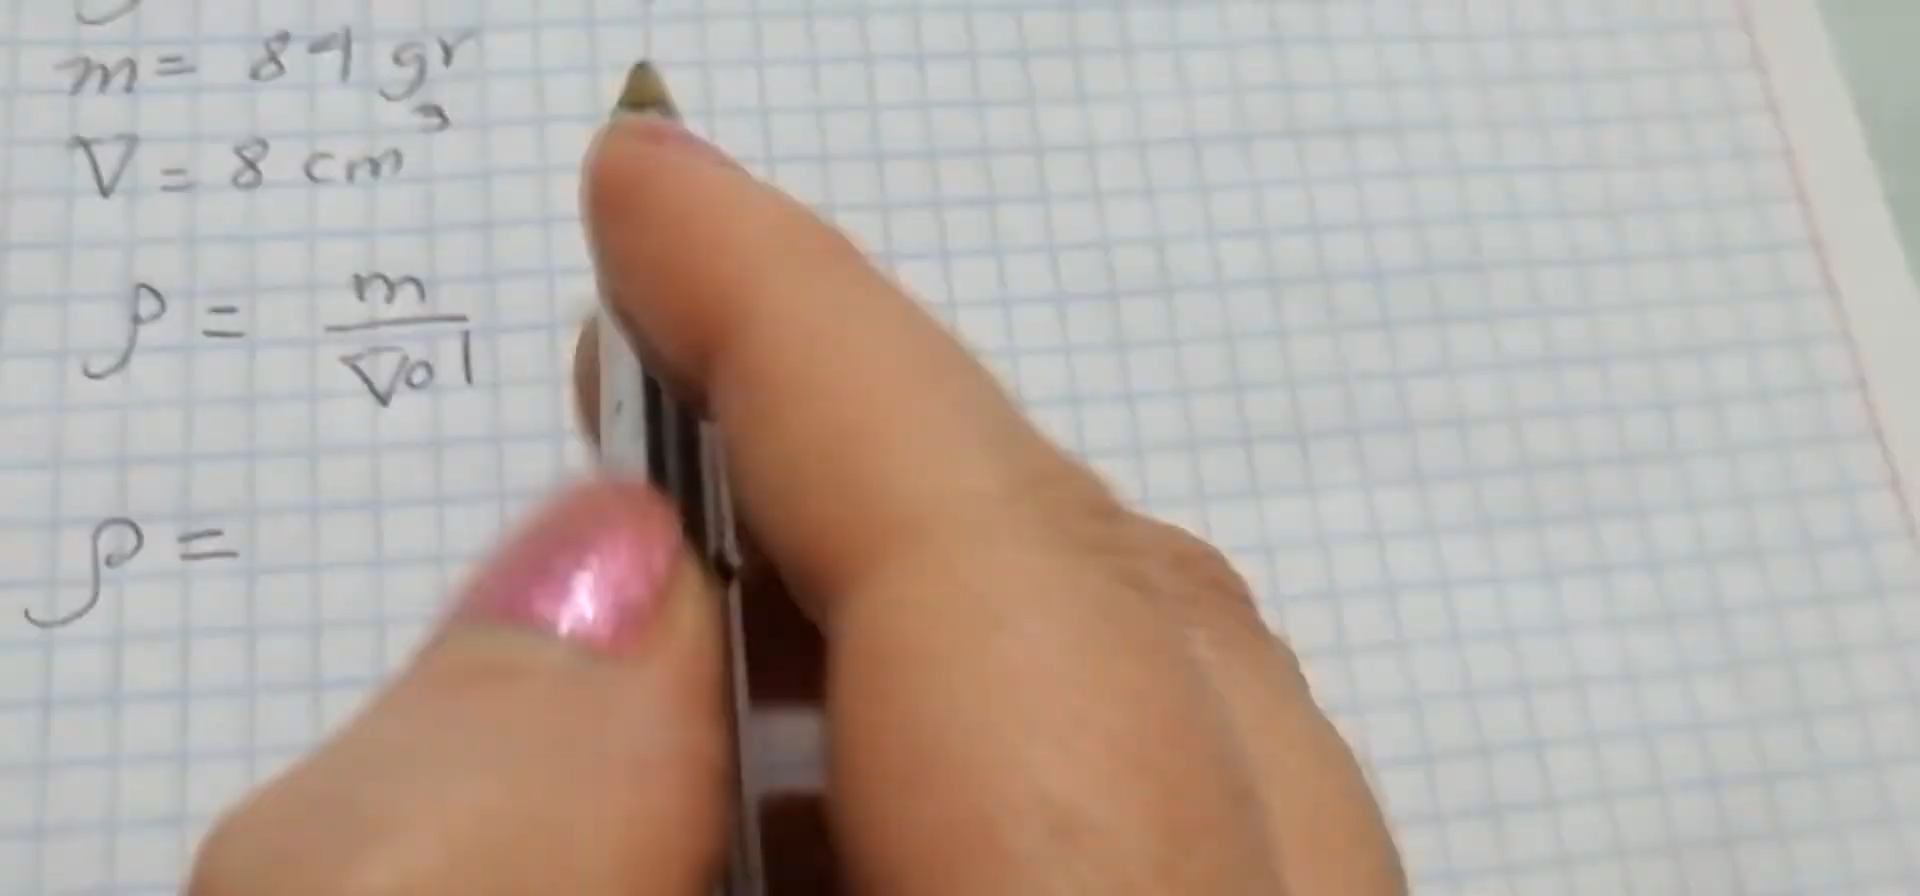 m = 84 gr
V = 8 cm³
ρ = m / Vol
ρ =